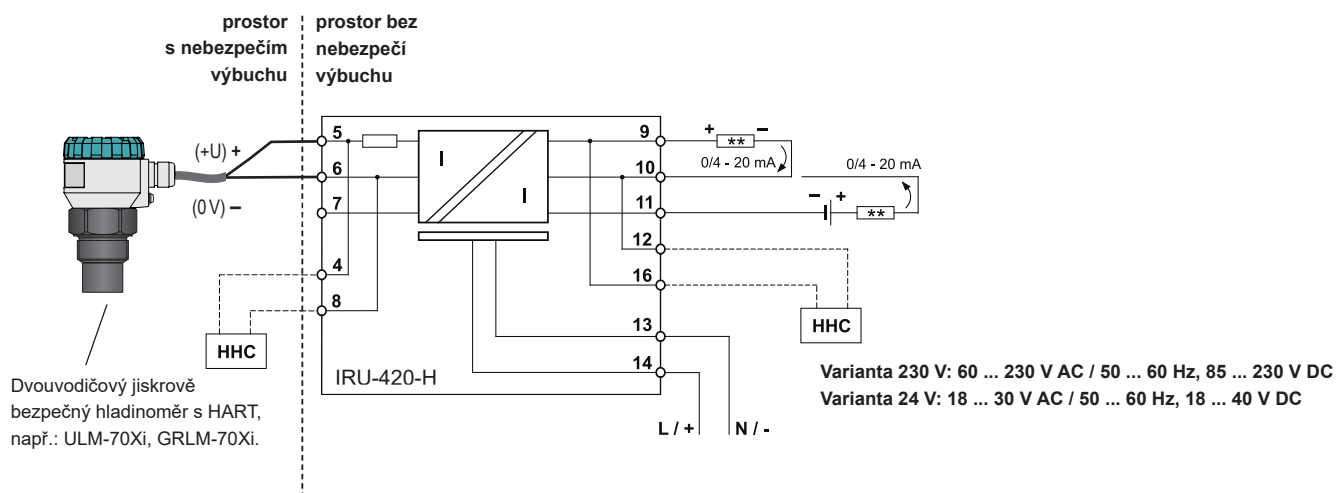 prostor
s nebezpečím
výbuchu
prostor bez
nebezpečí
výbuchu
(+U) +
(0 V) –
5
6
7
4
8
I
I
9
10
11
12
16
13
14
+ ** –
0/4 - 20 mA
0/4 - 20 mA
– +
**
HHC
HHC
IRU-420-H
L / +
N / -
Dvouvodičový jiskrově
bezpečný hladinoměr s HART,
např.: ULM-70Xi, GRLM-70Xi.
Varianta 230 V: 60 ... 230 V AC / 50 ... 60 Hz, 85 ... 230 V DC
Varianta 24 V: 18 ... 30 V AC / 50 ... 60 Hz, 18 ... 40 V DC